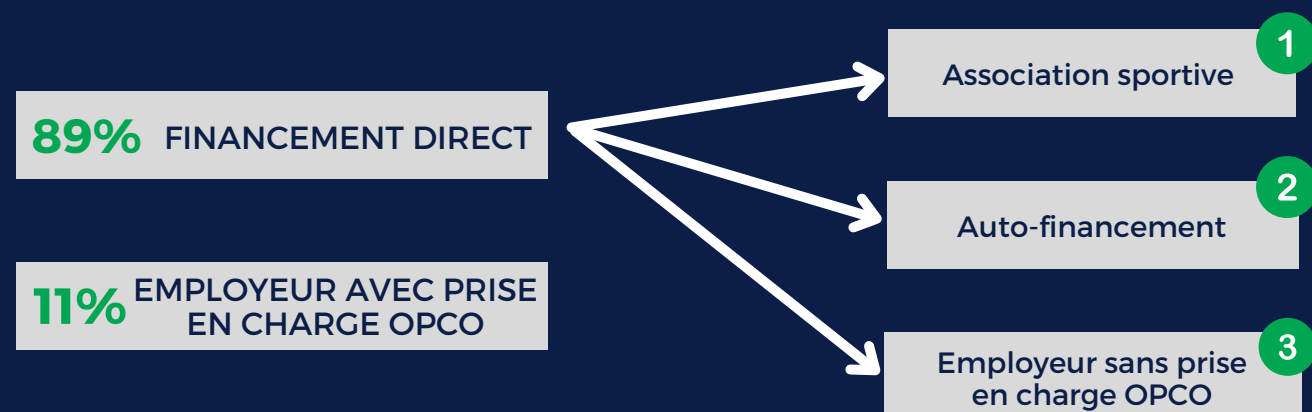 89% FINANCEMENT DIRECT
11% EMPLOYEUR AVEC PRISE
EN CHARGE OPCO
1
Association sportive
2
Auto-financement
3
Employeur sans prise
en charge OPCO